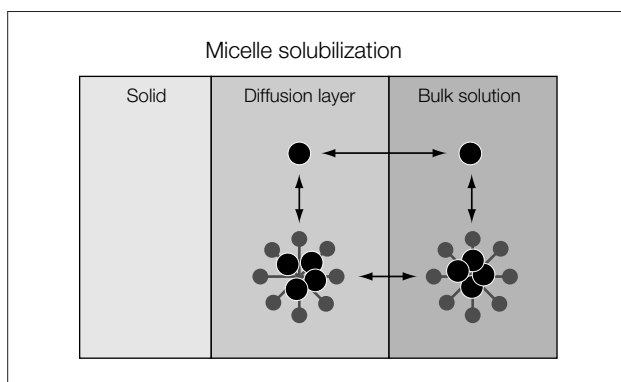 Micelle solubilization
Solid
Diffusion layer
Bulk solution